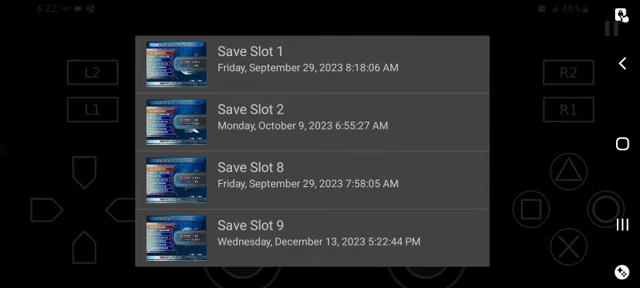 6:22
46%
L2
R2
L1
R1
Save Slot 1
Friday, September 29, 2023 8:18:06 AM
Save Slot 2
Monday, October 9, 2023 6:55:27 AM
Save Slot 8
Friday, September 29, 2023 7:58:05 AM
Save Slot 9
Wednesday, December 13, 2023 5:22:44 PM